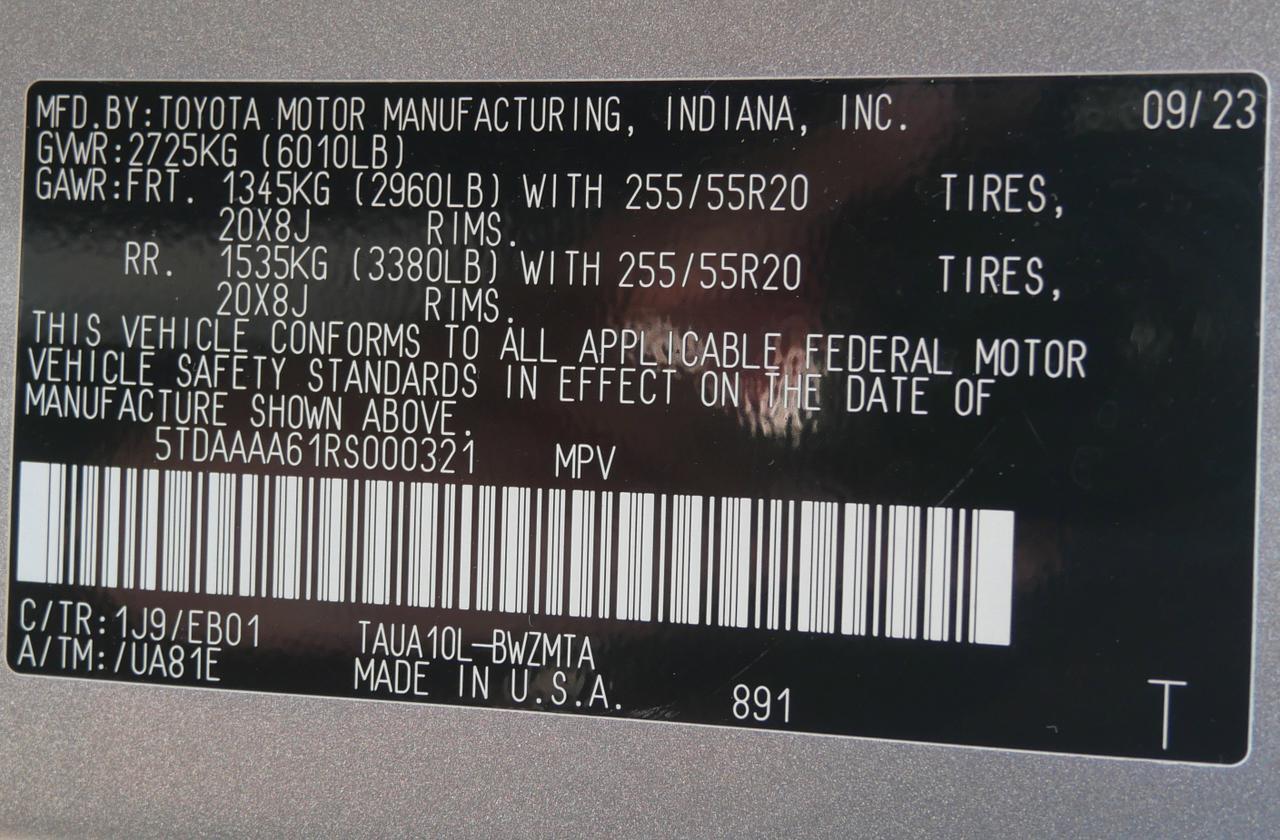 MFD.BY:TOYOTA MOTOR MANUFACTURING, INDIANA, INC. 09/23
GVWR:2725KG (6010LB)
GAWR:FRT. 1345KG (2960LB) WITH 255/55R20 TIRES,
20X8J RIMS.
RR. 1535KG (3380LB) WITH 255/55R20 TIRES,
20X8J RIMS.
THIS VEHICLE CONFORMS TO ALL APPLICABLE FEDERAL MOTOR
VEHICLE SAFETY STANDARDS IN EFFECT ON THE DATE OF
MANUFACTURE SHOWN ABOVE.
5TDAAAA61RS000321 MPV
C/TR:1J9/EB01 TAUA10L-BWZMTA
A/TM:/UA81E MADE IN U.S.A. 891 T